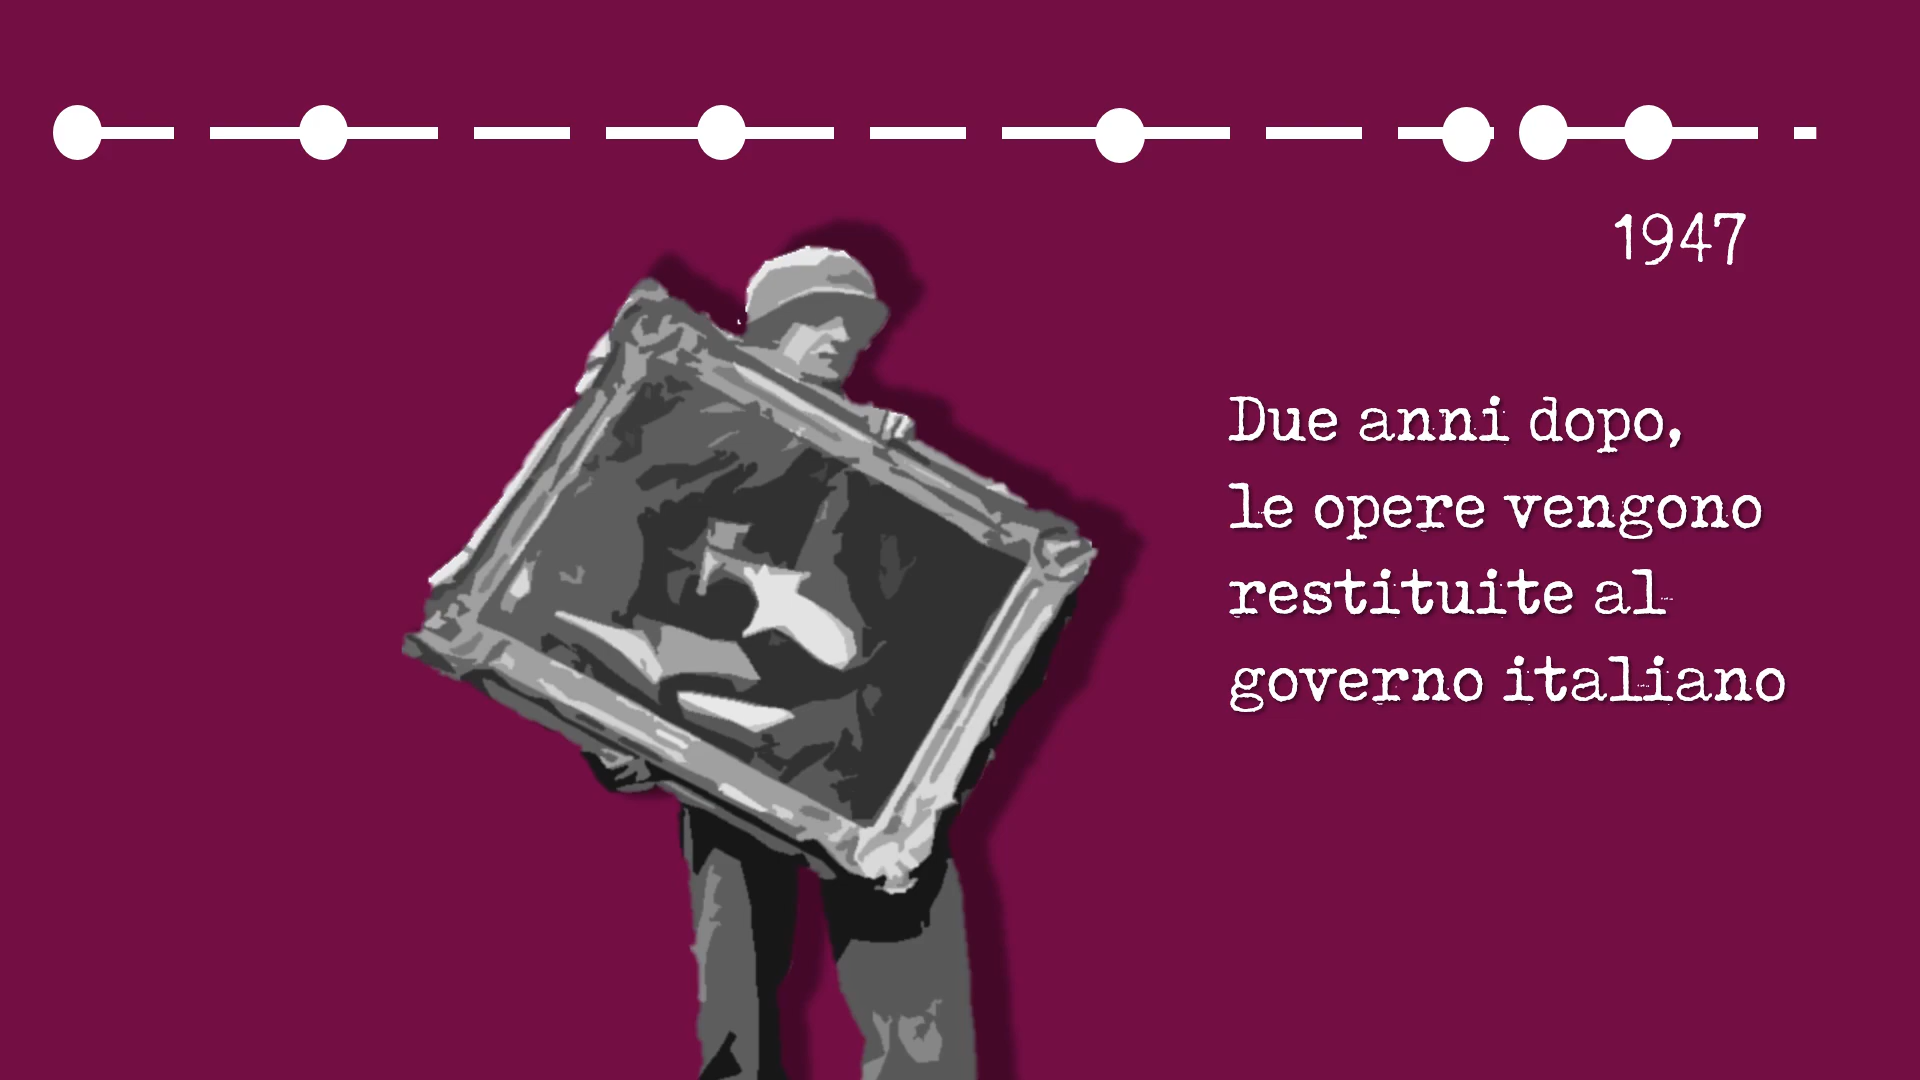 1947
Due anni dopo,
le opere vengono
restituite al
governo italiano